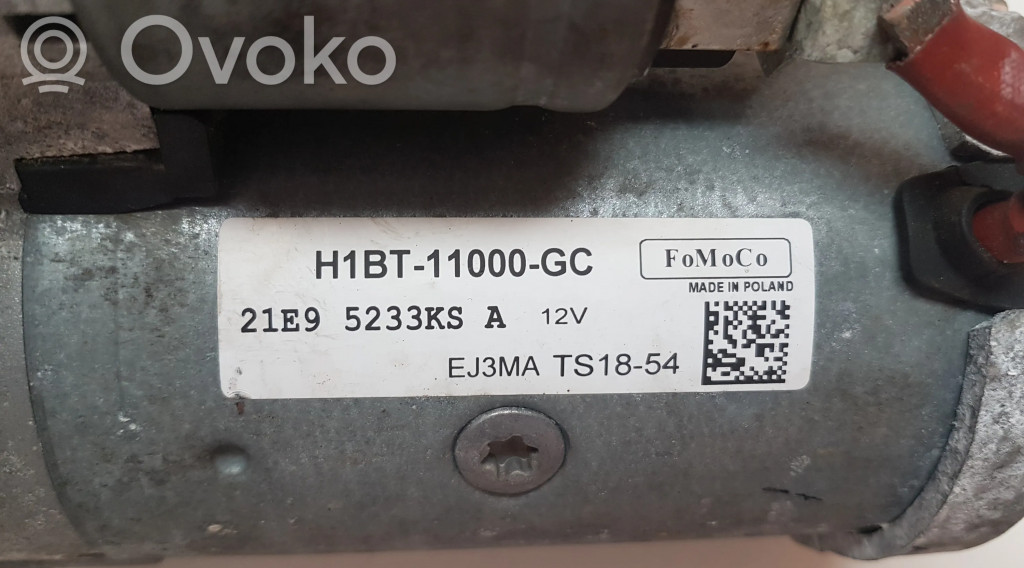 Ovoko
H1BT-11000-GC FoMoCo
MADE IN POLAND
21E9 5233KS A 12V
EJ3MA TS18-54